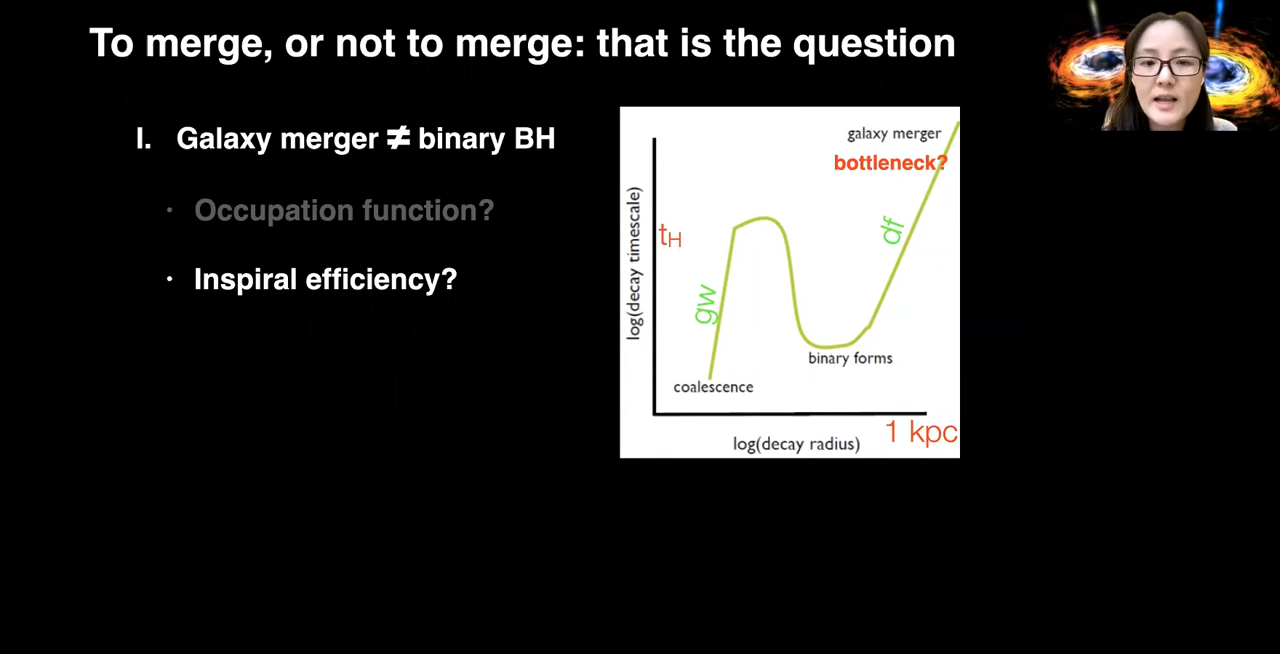 To merge, or not to merge: that is the question
I. Galaxy merger ≠ binary BH
· Occupation function?
· Inspiral efficiency?
galaxy merger
bottleneck?
log(decay timescale)
tH
df
gw
binary forms
coalescence
1 kpc
log(decay radius)